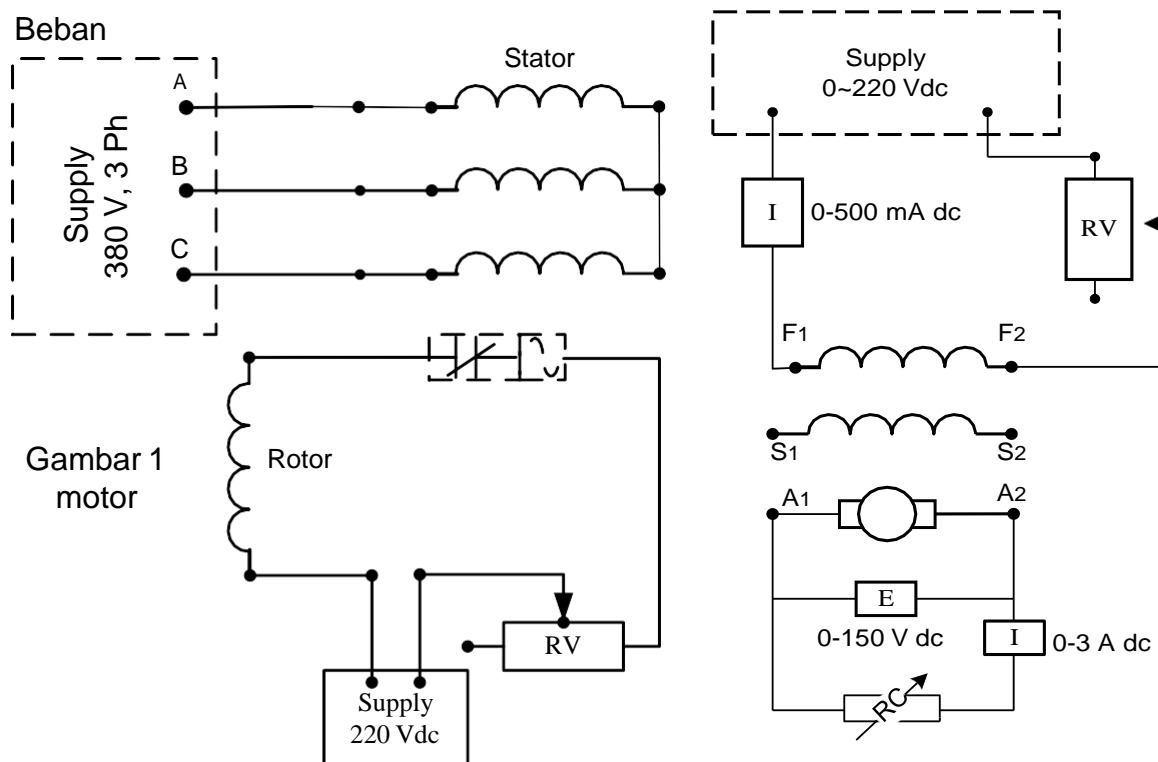 Beban
Supply
380 V, 3 Ph
A
B
C
Stator
Gambar 1
motor
Rotor
RV
Supply
220 Vdc
Supply
0~220 Vdc
I
0-500 mA dc
RV
F1
F2
S1
S2
A1
A2
E
0-150 V dc
I
0-3 A dc
RC